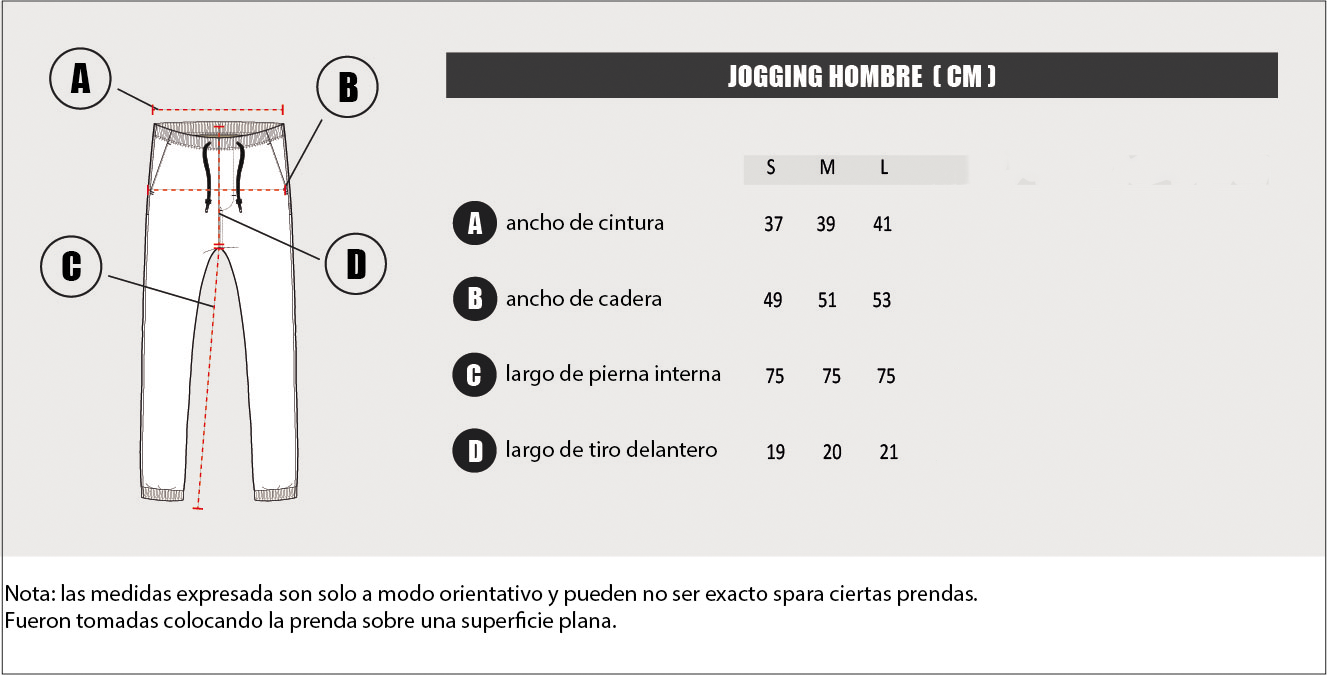 A
B
C
D
JOGGING HOMBRE ( CM )
S M L
A ancho de cintura 37 39 41
B ancho de cadera 49 51 53
C largo de pierna interna 75 75 75
D largo de tiro delantero 19 20 21
Nota: las medidas expresada son solo a modo orientativo y pueden no ser exacto spara ciertas prendas.
Fueron tomadas colocando la prenda sobre una superficie plana.